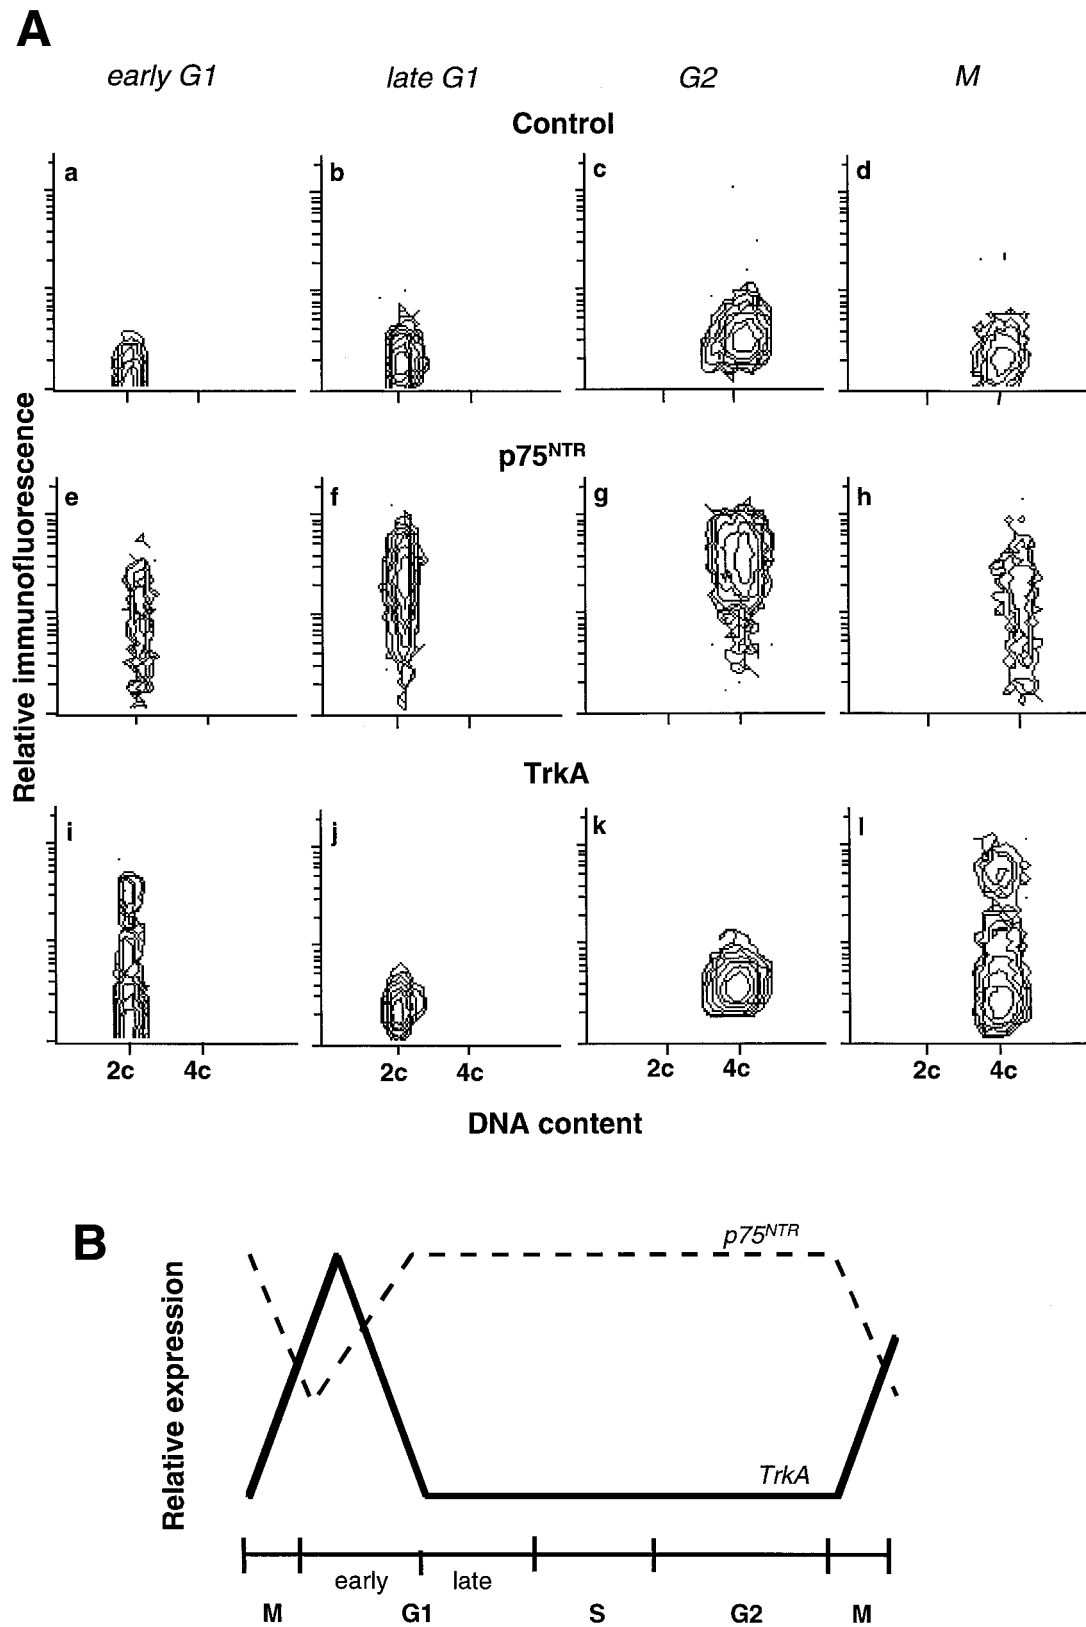 A
early G1 late G1 G2 M
Control
a b c d
p75NTR
e f g h
TrkA
i j k l
Relative immunofluorescence
2c 4c 2c 4c 2c 4c 2c 4c
DNA content
B
p75NTR
Relative expression
TrkA
early late
M G1 S G2 M